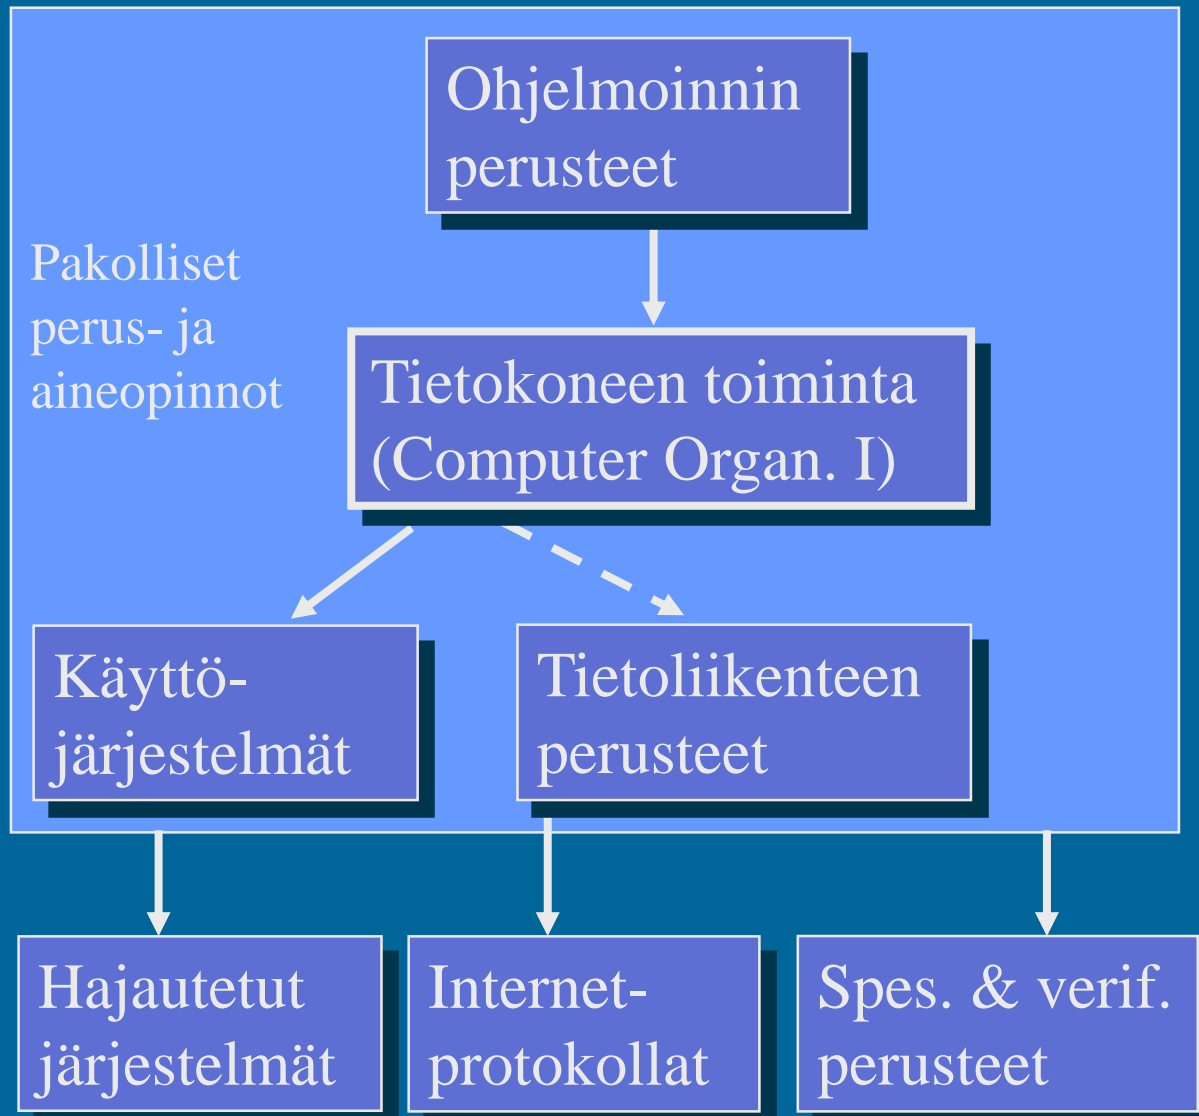 Ohjelmoinnin
perusteet
Pakolliset
perus- ja
aineopinnot
Tietokoneen toiminta
(Computer Organ. I)
Käyttö-
järjestelmät
Tietoliikenteen
perusteet
Hajautetut
järjestelmät
Internet-
protokollat
Spes. & verif.
perusteet